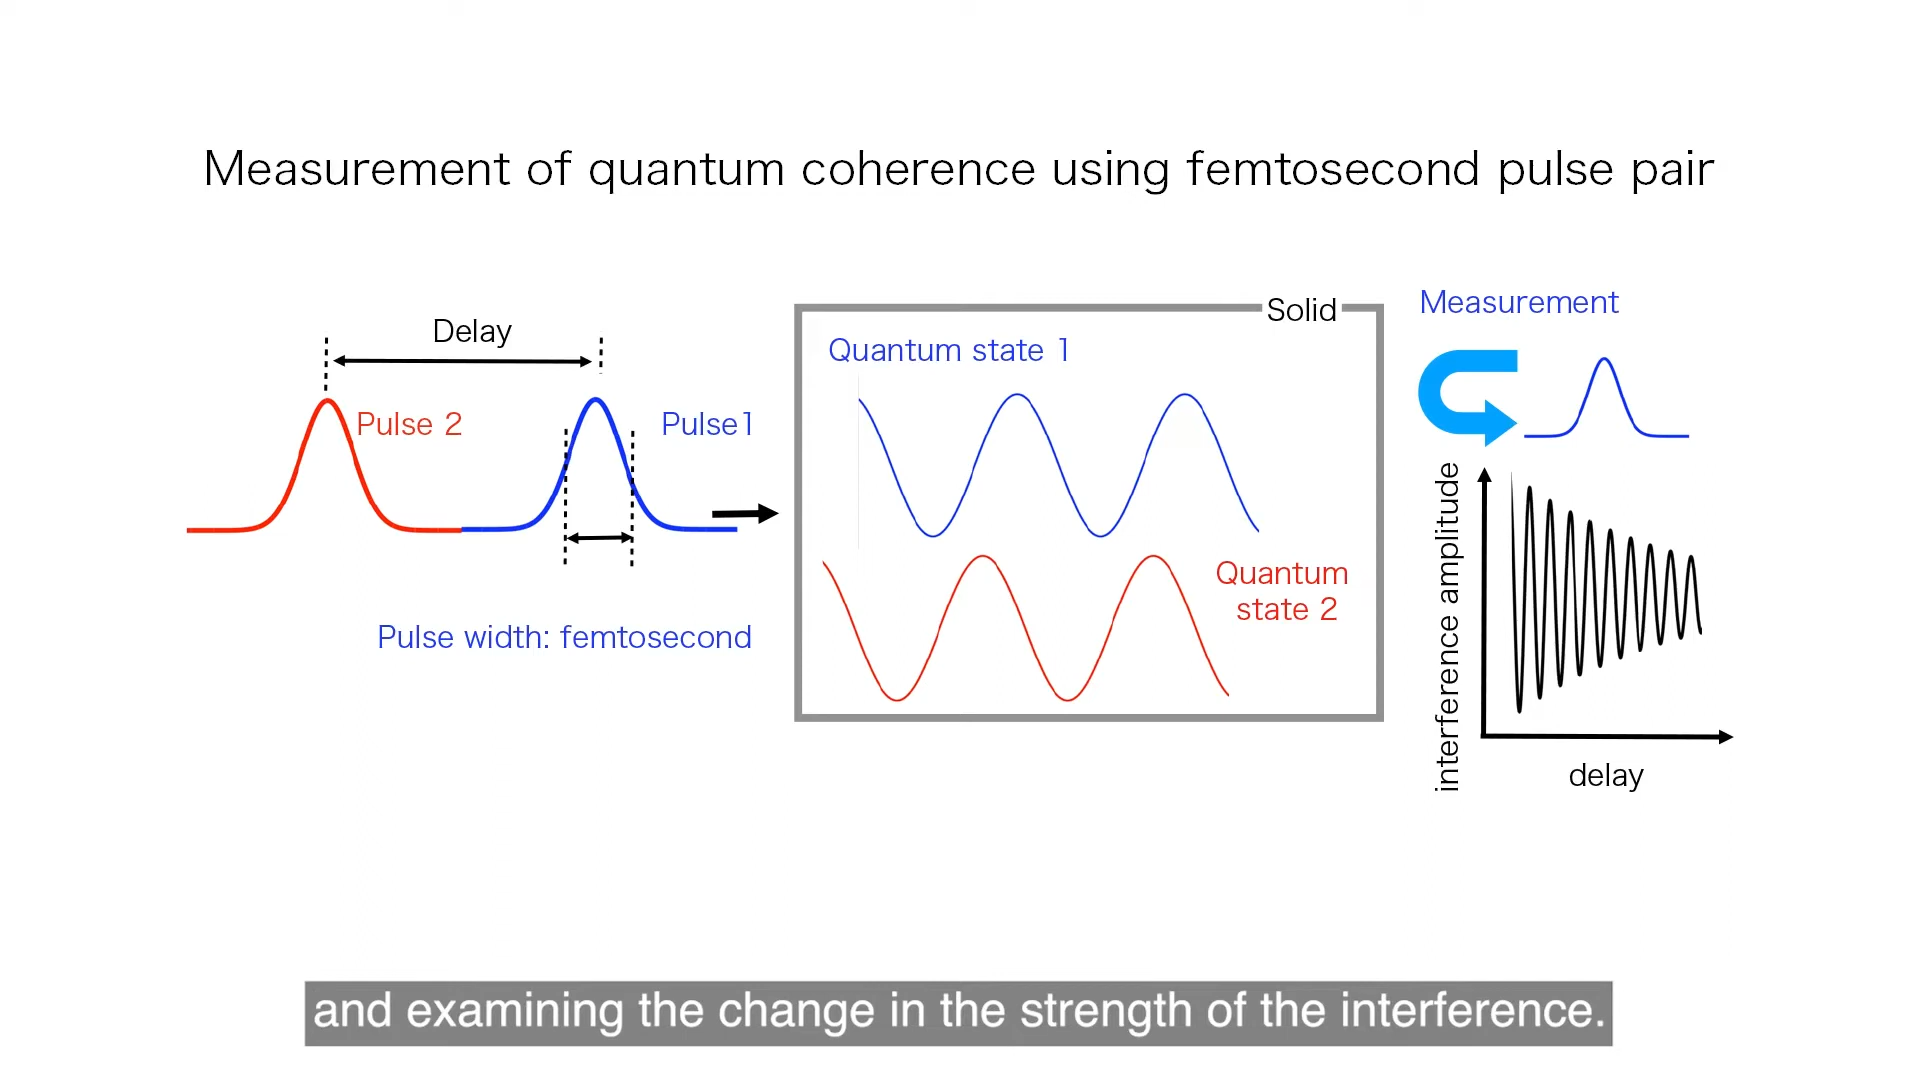 Measurement of quantum coherence using femtosecond pulse pair
Delay
Pulse 2
Pulse1
Pulse width: femtosecond
Solid
Quantum state 1
Quantum
state 2
Measurement
interference amplitude
delay
and examining the change in the strength of the interference.